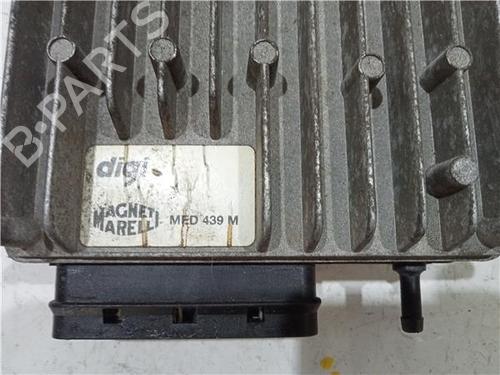 B-PARTS
digi
MAGNETI
MARELLI
MED 439 M